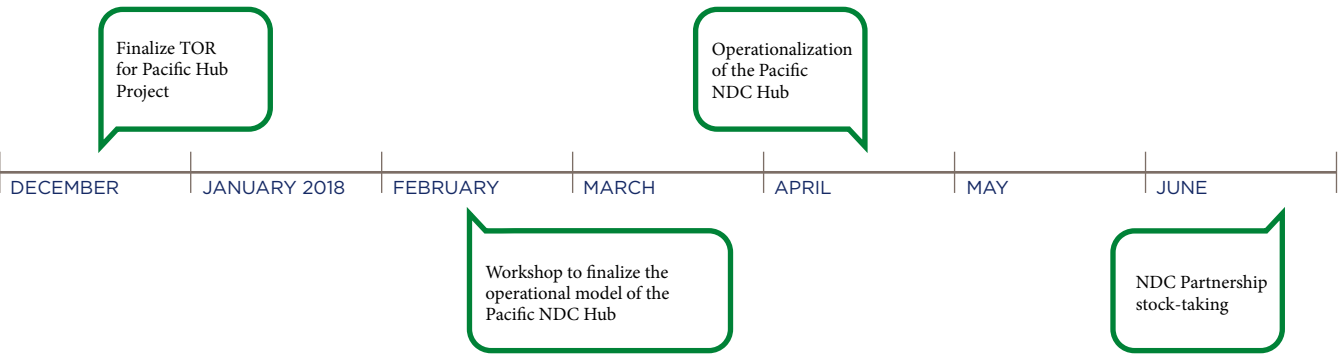 Finalize TOR
for Pacific Hub
Project
Operationalization
of the Pacific
NDC Hub
DECEMBER
JANUARY 2018
FEBRUARY
MARCH
APRIL
MAY
JUNE
Workshop to finalize the
operational model of the
Pacific NDC Hub
NDC Partnership
stock-taking